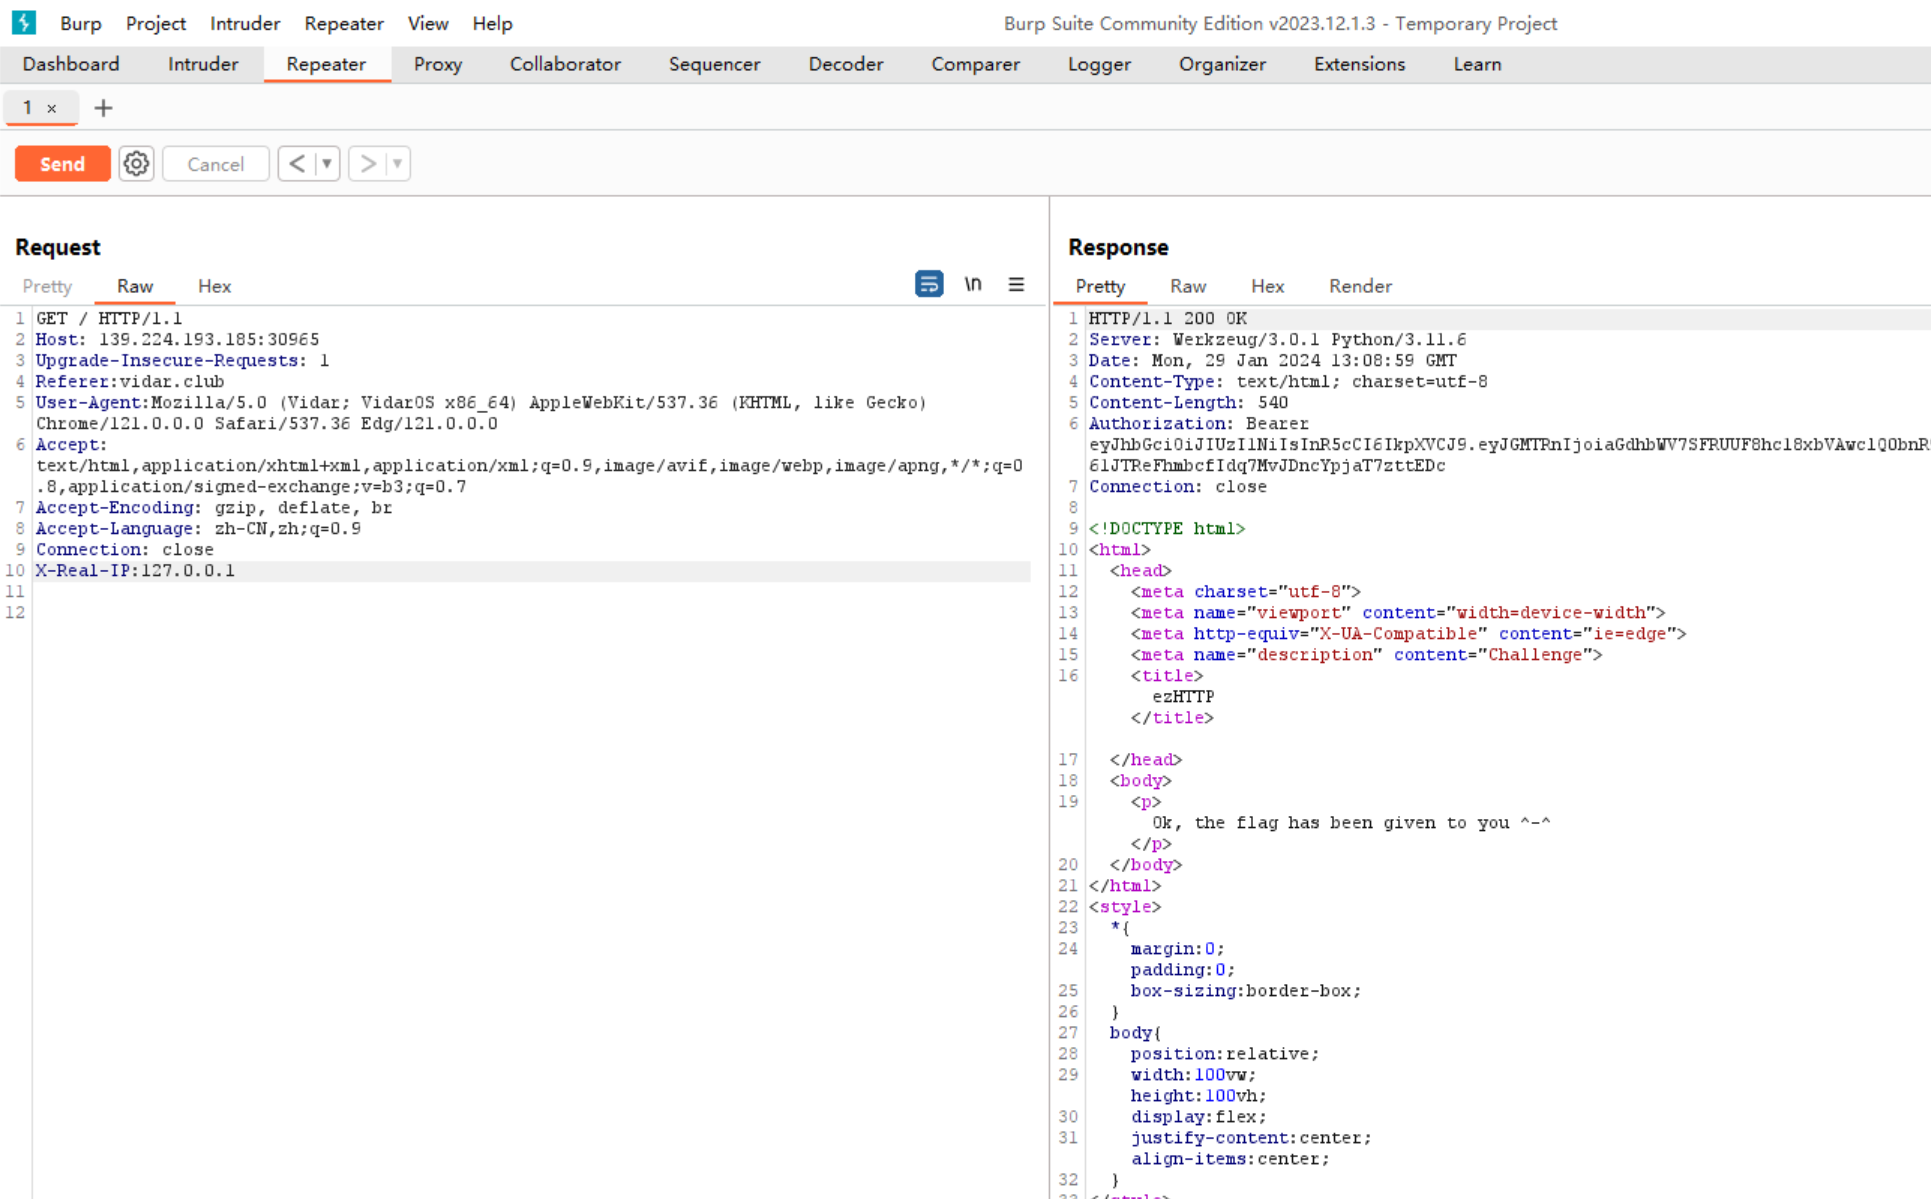 Burp Project Intruder Repeater View Help Burp Suite Community Edition v2023.12.1.3 - Temporary Project
Dashboard Intruder Repeater Proxy Collaborator Sequencer Decoder Comparer Logger Organizer Extensions Learn
1 × +
Send Cancel < ▼ > ▼
Request
Pretty Raw Hex \n
1 GET / HTTP/1.1
2 Host: 139.224.193.185:30965
3 Upgrade-Insecure-Requests: 1
4 Referer:vidar.club
5 User-Agent:Mozilla/5.0 (Vidar; VidarOS x86_64) AppleWebKit/537.36 (KHTML, like Gecko)
Chrome/121.0.0.0 Safari/537.36 Edg/121.0.0.0
6 Accept:
text/html,application/xhtml+xml,application/xml;q=0.9,image/avif,image/webp,image/apng,*/*;q=0
.8,application/signed-exchange;v=b3;q=0.7
7 Accept-Encoding: gzip, deflate, br
8 Accept-Language: zh-CN,zh;q=0.9
9 Connection: close
10 X-Real-IP:127.0.0.1
11
12
Response
Pretty Raw Hex Render
1 HTTP/1.1 200 OK
2 Server: Werkzeug/3.0.1 Python/3.11.6
3 Date: Mon, 29 Jan 2024 13:08:59 GMT
4 Content-Type: text/html; charset=utf-8
5 Content-Length: 540
6 Authorization: Bearer
7 Connection: close
8
9 <!DOCTYPE html>
10 <html>
11 <head>
12 <meta charset="utf-8">
13 <meta name="viewport" content="width=device-width">
14 <meta http-equiv="X-UA-Compatible" content="ie=edge">
15 <meta name="description" content="Challenge">
16 <title>
ezHTTP
</title>
17 </head>
18 <body>
19 <p>
Ok, the flag has been given to you ^-^
</p>
20 </body>
21 </html>
22 <style>
23 *{
24 margin:0;
padding:0;
25 box-sizing:border-box;
26 }
27 body{
28 position:relative;
29 width:100vw;
height:100vh;
30 display:flex;
31 justify-content:center;
align-items:center;
32 }
33 </style>